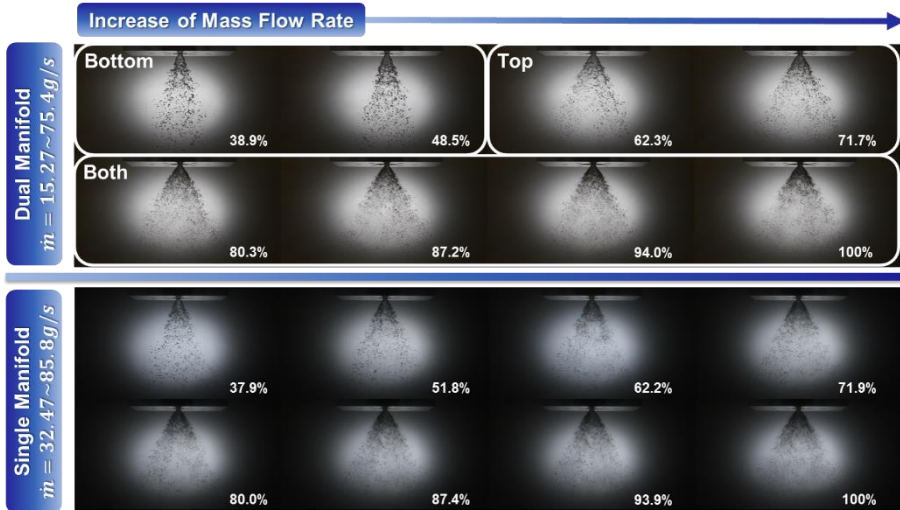 Increase of Mass Flow Rate
Dual Manifold
ṁ = 15.27~75.4g/s
Bottom
38.9%
48.5%
Top
62.3%
71.7%
Both
80.3%
87.2%
94.0%
100%
Single Manifold
ṁ = 32.47~85.8g/s
37.9%
51.8%
62.2%
71.9%
80.0%
87.4%
93.9%
100%